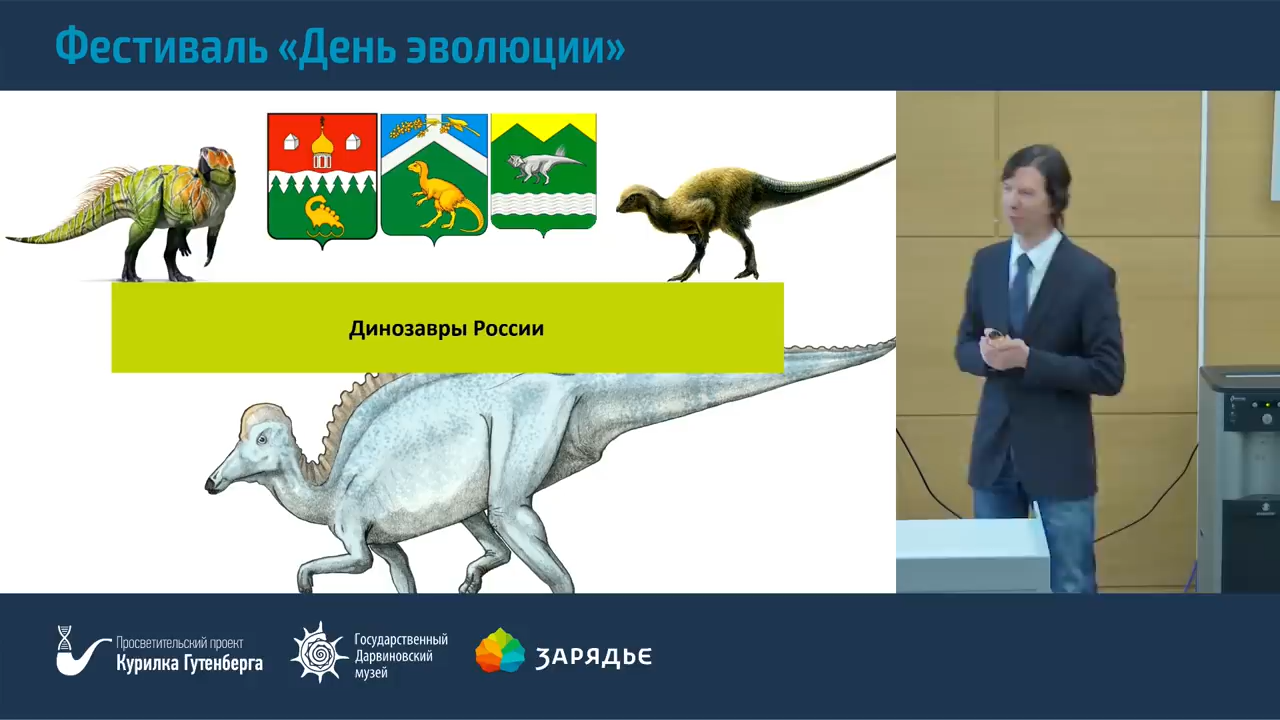 Фестиваль «День эволюции»
Динозавры России
Просветительский проект
Курилка Гутенберга
Государственный
Дарвиновский
музей
ЗАРЯДЬЕ